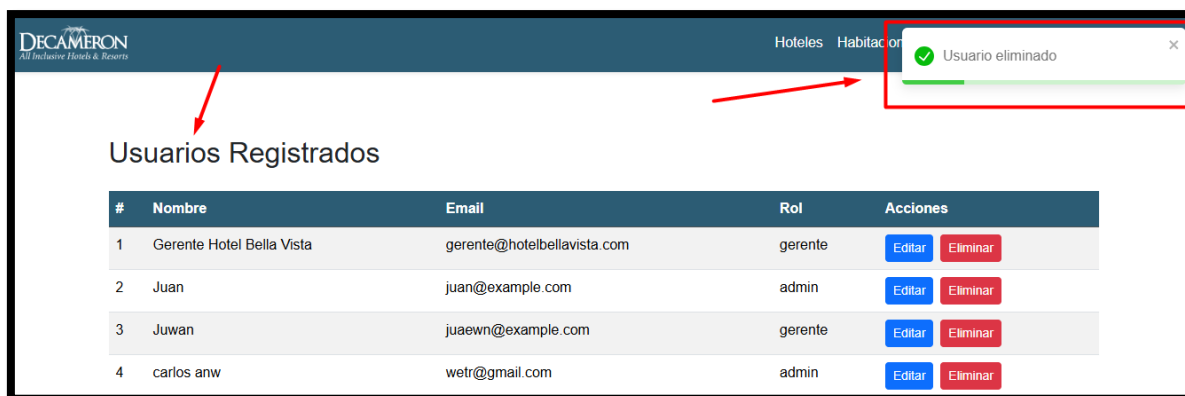 DECAMERON
All Inclusive Hotels & Resorts
Hoteles Habitacion
Usuario eliminado
Usuarios Registrados
# Nombre Email Rol Acciones
1 Gerente Hotel Bella Vista gerente@hotelbellavista.com gerente Editar Eliminar
2 Juan juan@example.com admin Editar Eliminar
3 Juwan juaewn@example.com gerente Editar Eliminar
4 carlos anw wetr@gmail.com admin Editar Eliminar